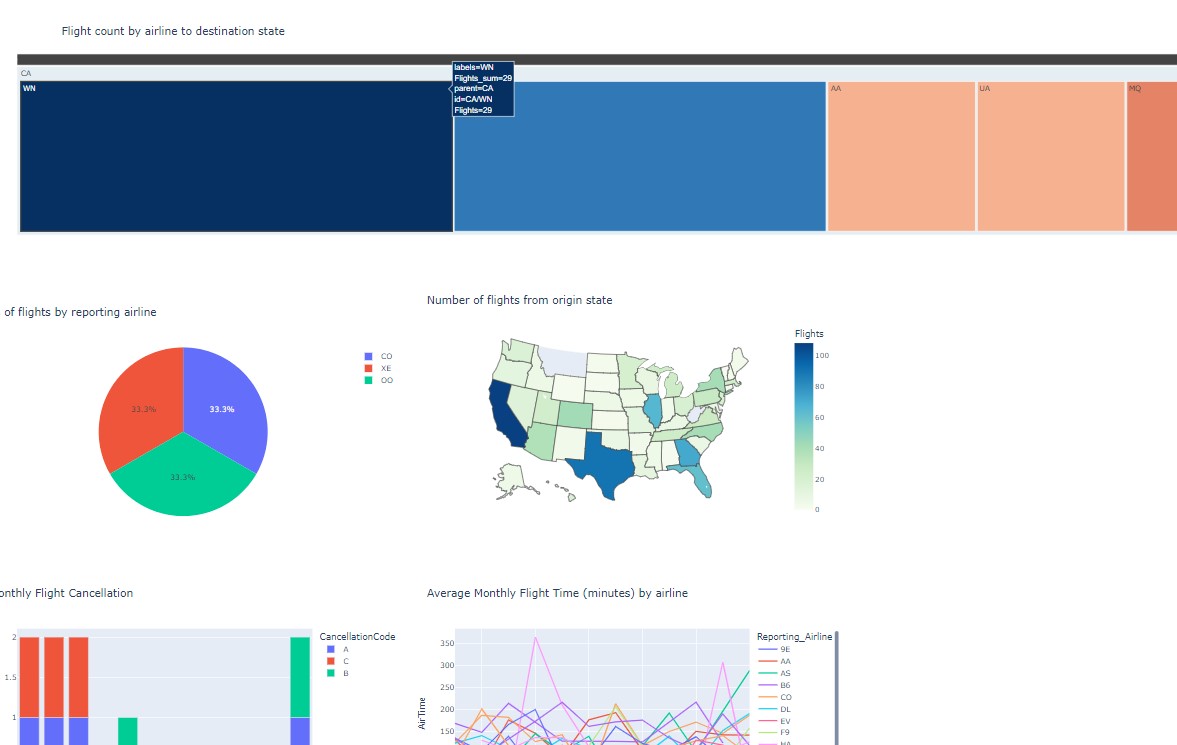 Flight count by airline to destination state
CA
WN
labels=WN
Flights_sum=29
parent=CA
id=CA/WN
Flights=29
AA
UA
MQ
of flights by reporting airline
CO
XE
OO
33.3%
33.3%
33.3%
Number of flights from origin state
Flights
100
80
60
40
20
0
onthly Flight Cancellation
2
1.5
1
CancellationCode
A
C
B
Average Monthly Flight Time (minutes) by airline
AirTime
350
300
250
200
150
Reporting_Airline
9E
AA
AS
B6
CO
DL
EV
F9
HA